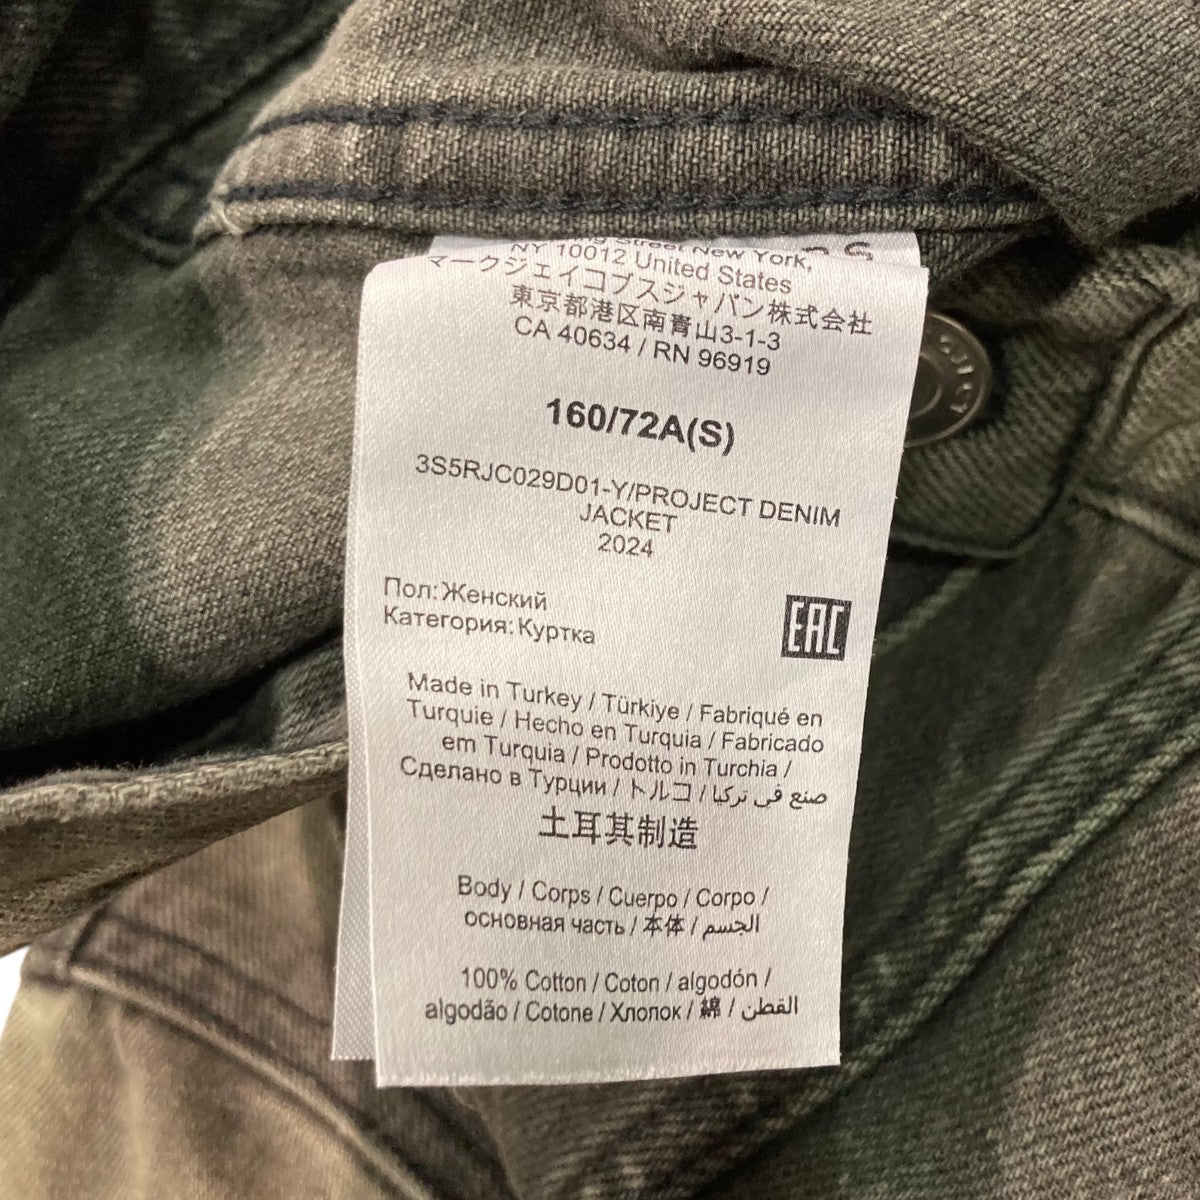 Street New York,
NY 10012 United States
マークジェイコブスジャパン株式会社
東京都港区南青山3-1-3
CA 40634 / RN 96919
160/72A(S)
3S5RJC029D01-Y/PROJECT DENIM
JACKET
2024
Пол: Женский
Категория: Куртка
EAC
Made in Turkey / Türkiye / Fabriqué en
Turquie / Hecho en Turquia / Fabricado
em Turquia / Prodotto in Turchia /
Сделано в Турции / トルコ / صنع في تركيا
土耳其制造
Body / Corps / Cuerpo / Corpo /
основная часть / 本体 / الجسم
100% Cotton / Coton / algodón /
algodão / Cotone / Хлопок / 綿 / القطن